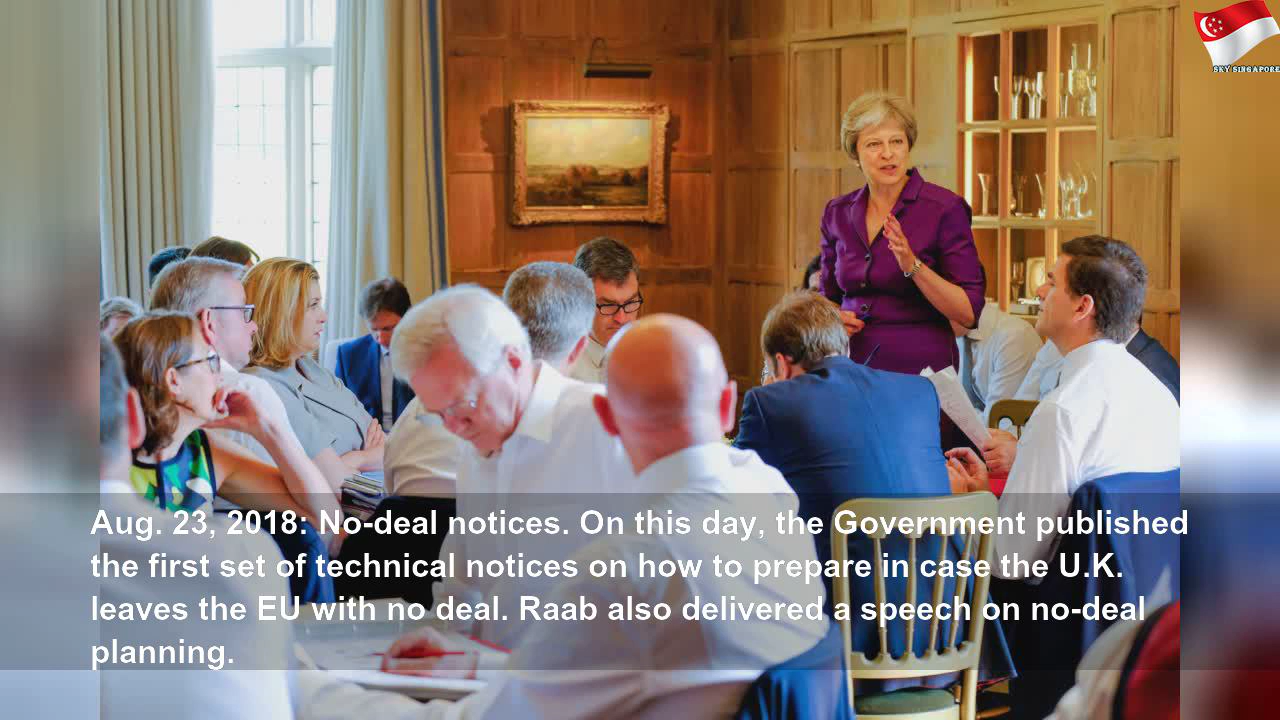 SKY SINGAPORE
Aug. 23, 2018: No-deal notices. On this day, the Government published
the first set of technical notices on how to prepare in case the U.K.
leaves the EU with no deal. Raab also delivered a speech on no-deal
planning.